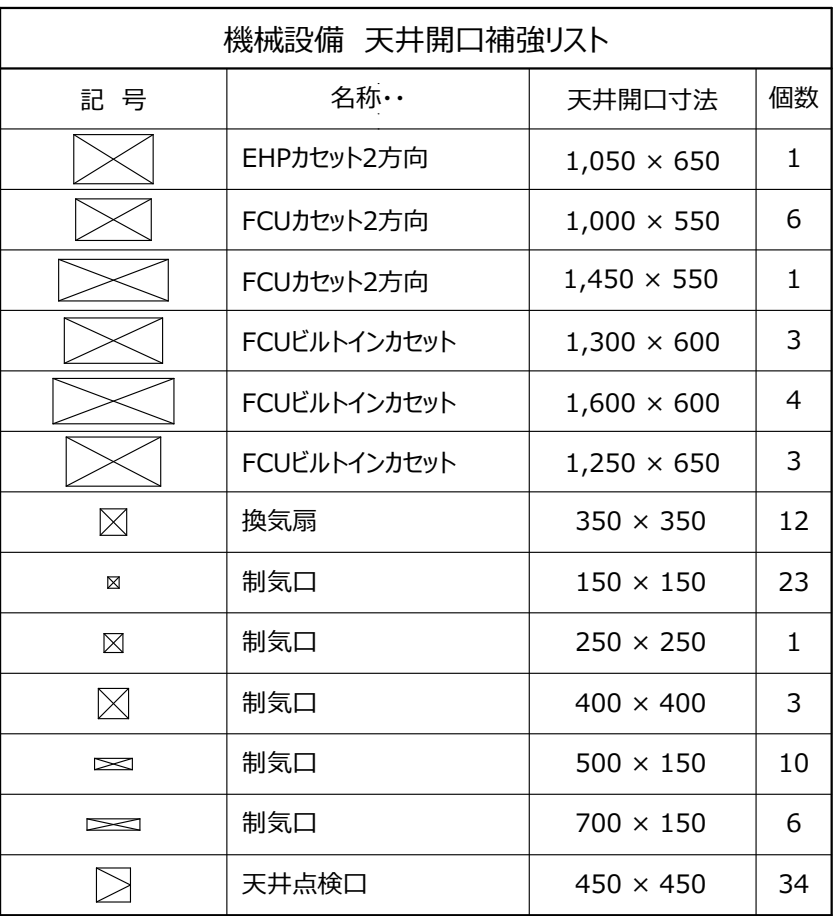 機械設備 天井開口補強リスト
記 号 名称・・ 天井開口寸法 個数
EHPカセット2方向 1,050 × 650 1
FCUカセット2方向 1,000 × 550 6
FCUカセット2方向 1,450 × 550 1
FCUビルトインカセット 1,300 × 600 3
FCUビルトインカセット 1,600 × 600 4
FCUビルトインカセット 1,250 × 650 3
換気扇 350 × 350 12
制気口 150 × 150 23
制気口 250 × 250 1
制気口 400 × 400 3
制気口 500 × 150 10
制気口 700 × 150 6
天井点検口 450 × 450 34